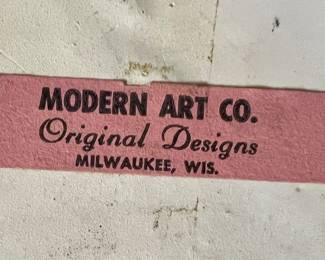 MODERN ART CO.
Original Designs
MILWAUKEE, WIS.